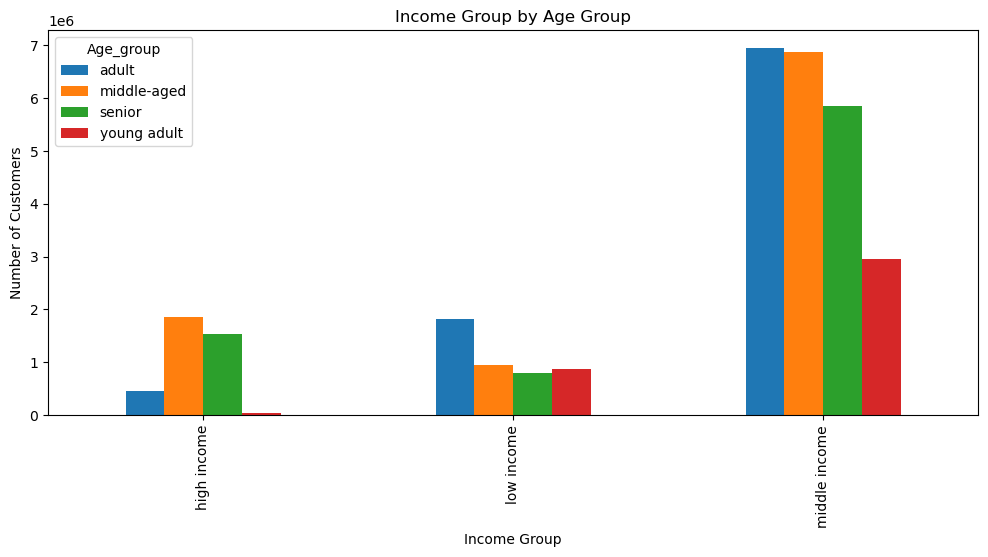 Income Group by Age Group
1e6
Age_group
adult
middle-aged
senior
young adult
7
6
5
4
3
2
1
0
Number of Customers
high income
low income
middle income
Income Group